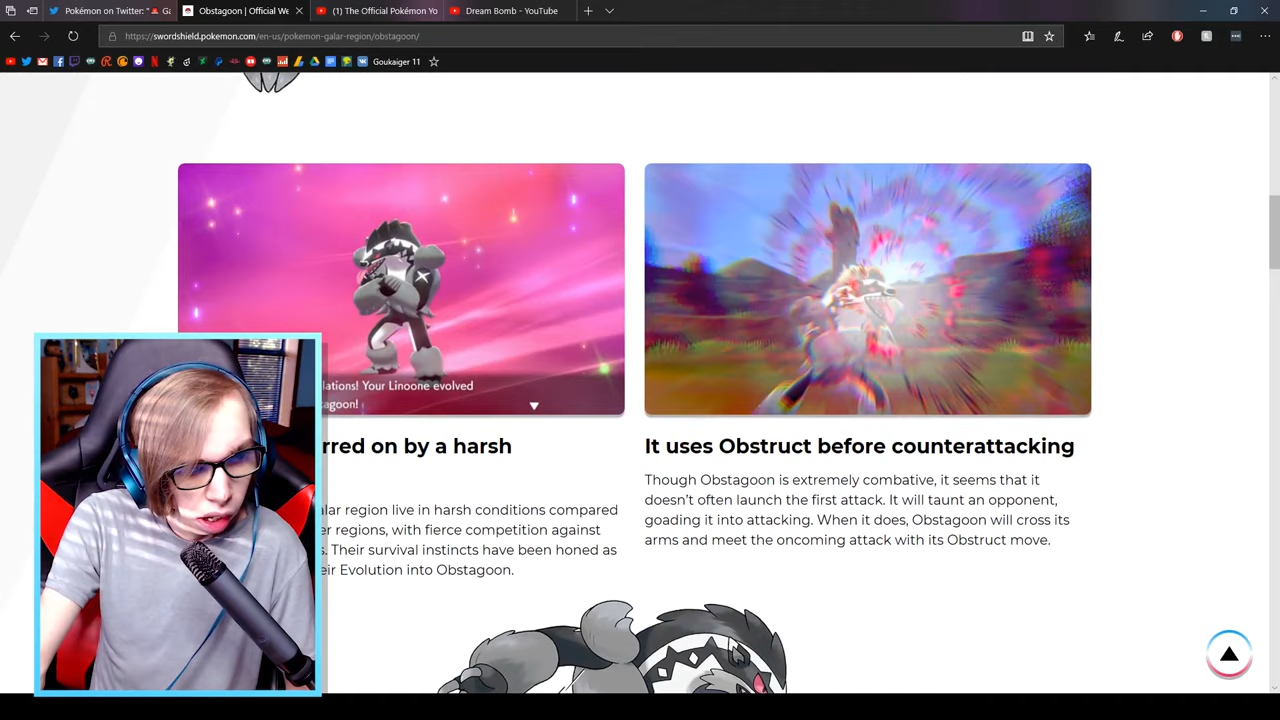 Pokémon on Twitter: "🚨 Ga
Obstagoon | Official We
(1) The Official Pokémon Yo
Dream Bomb - YouTube
https://swordshield.pokemon.com/en-us/pokemon-galar-region/obstagoon/
Goukaiger 11
lations! Your Linoone evolved
tagoon!
rred on by a harsh
alar region live in harsh conditions compared
er regions, with fierce competition against
s. Their survival instincts have been honed as
eir Evolution into Obstagoon.
It uses Obstruct before counterattacking
Though Obstagoon is extremely combative, it seems that it
doesn't often launch the first attack. It will taunt an opponent,
goading it into attacking. When it does, Obstagoon will cross its
arms and meet the oncoming attack with its Obstruct move.